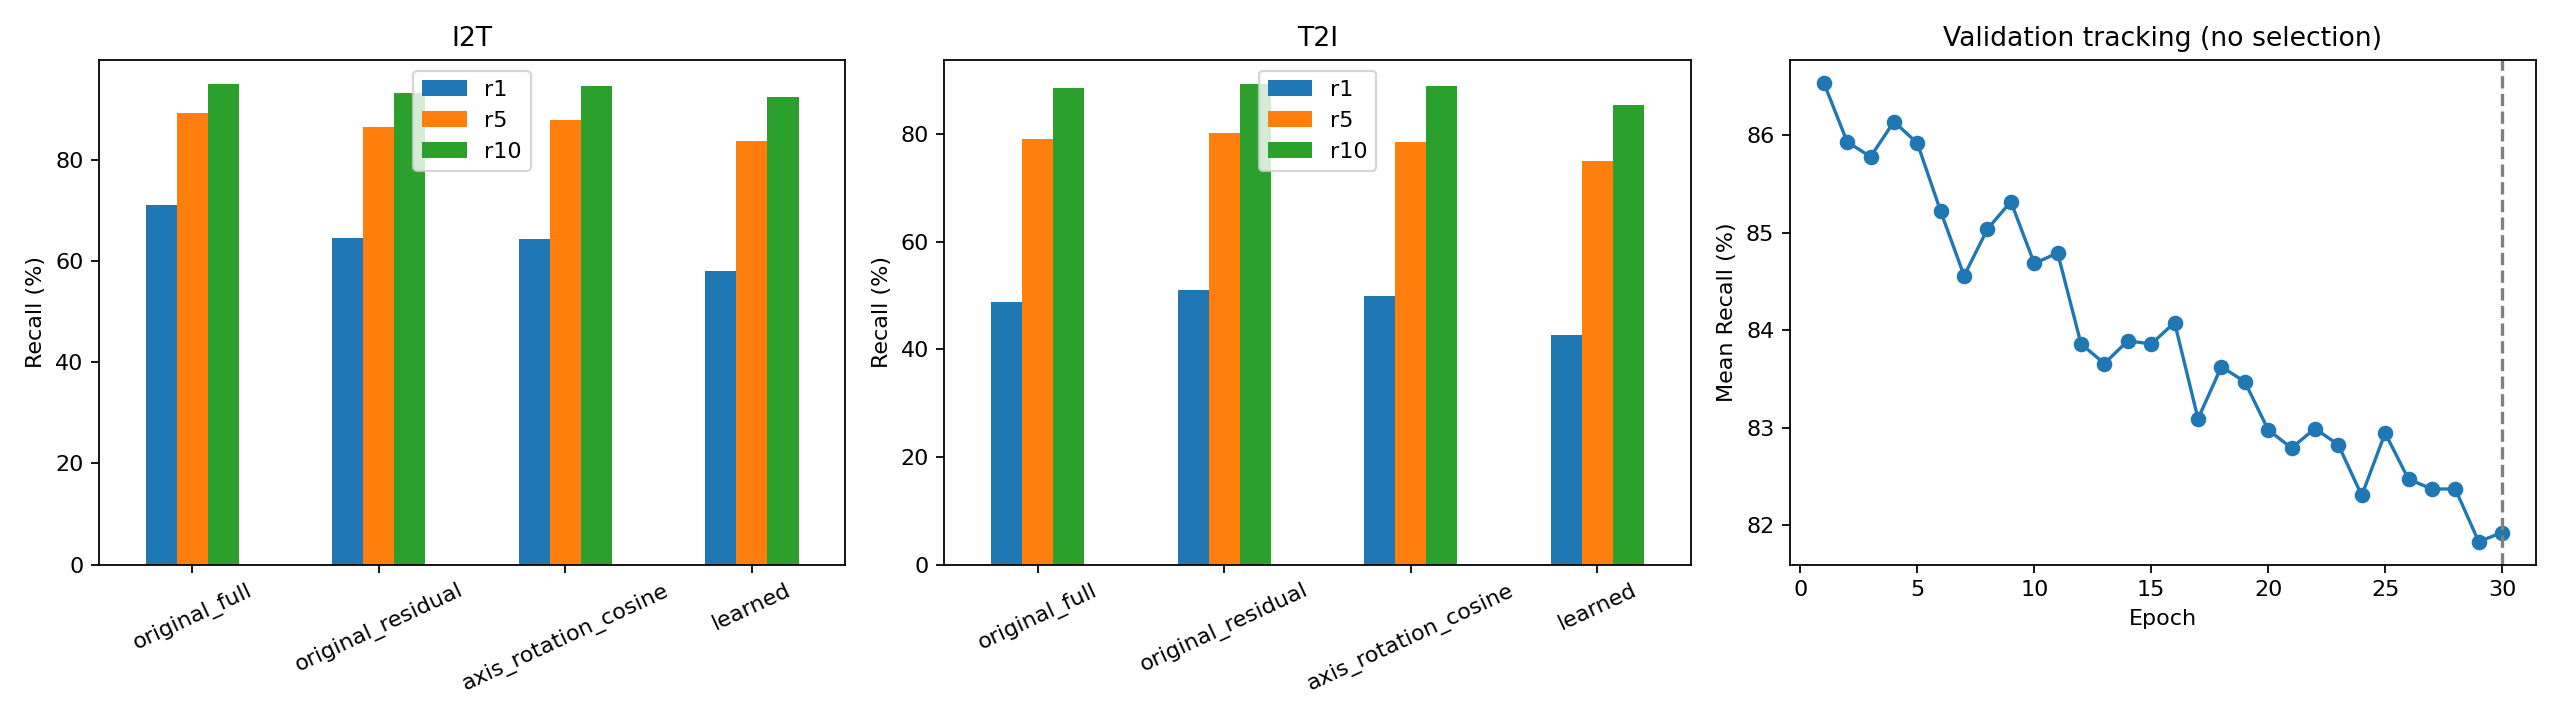 I2T
Recall (%)
80
60
40
20
0
r1
r5
r10
original_full
original_residual
axis_rotation_cosine
learned
T2I
Recall (%)
80
60
40
20
0
r1
r5
r10
original_full
original_residual
axis_rotation_cosine
learned
Validation tracking (no selection)
Mean Recall (%)
86
85
84
83
82
0 5 10 15 20 25 30
Epoch